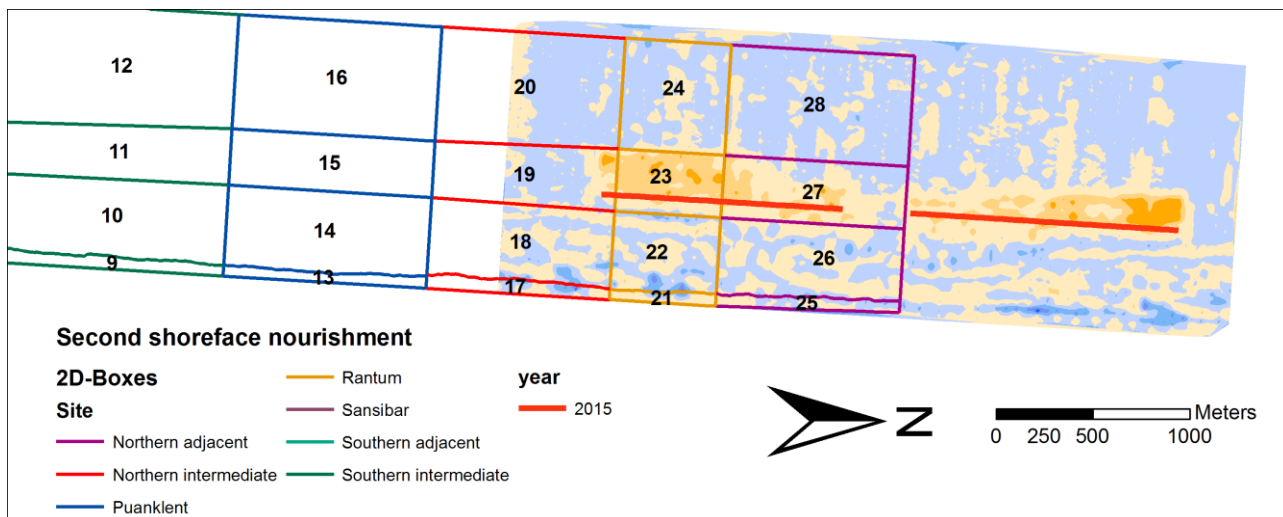 12
16
20
24
28
11
15
19
23
27
10
14
18
22
26
9
13
17
21
25
Second shoreface nourishment
2D-Boxes
Site
Northern adjacent
Northern intermediate
Puanklent
Rantum
Sansibar
Southern adjacent
Southern intermediate
year
2015
N
Meters
0 250 500 1000